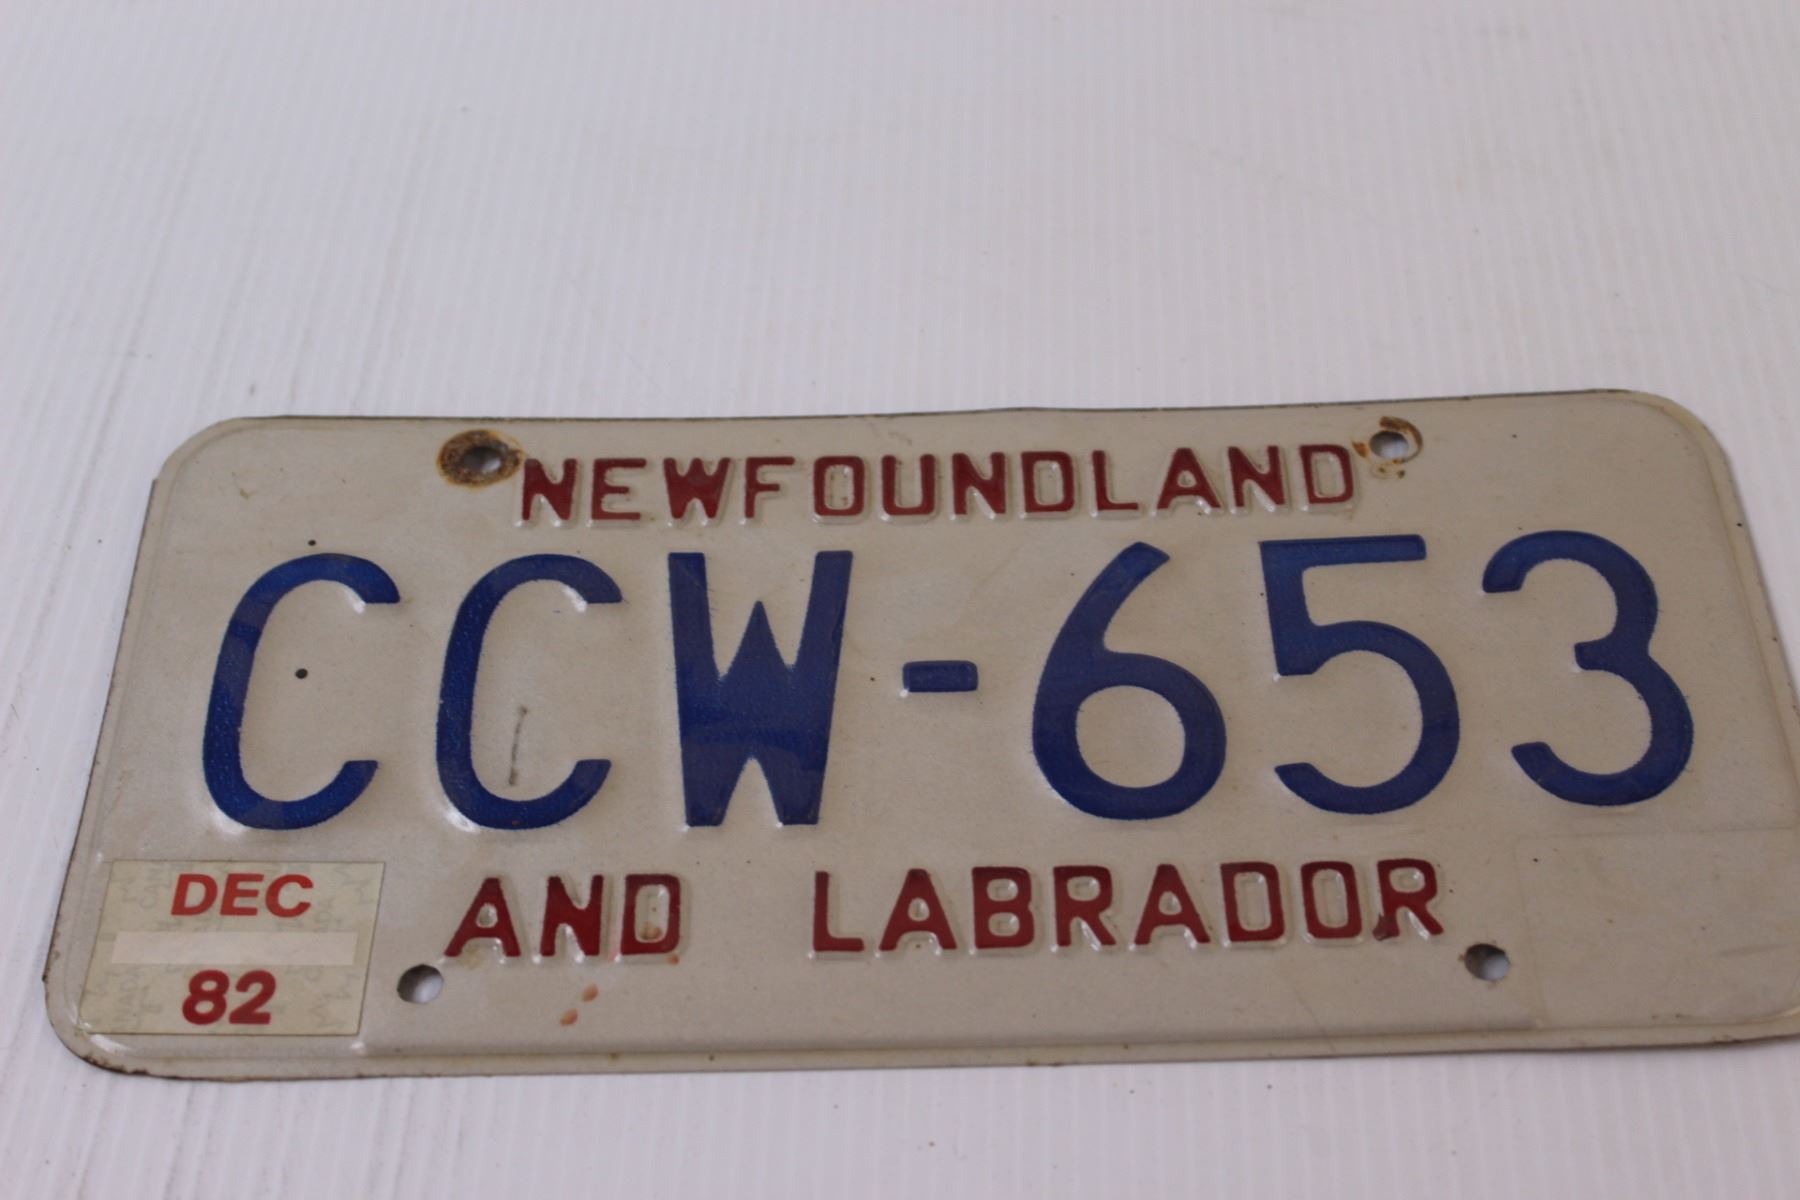 NEWFOUNDLAND
CCW-653
AND LABRADOR
DEC
82